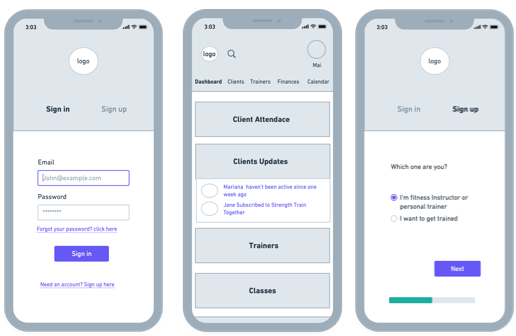 3:03
logo
Sign in
Sign up
Email
John@example.com
Password
********
Forgot your password? click here
Sign in
Need an account? Sign up here
3:03
logo
Mai
Dashboard Clients Trainers Finances Calendar
Client Attendace
Clients Updates
Mariana haven't been active since one
week ago
Jane Subscribed to Strength Train
Together
Trainers
Classes
3:03
logo
Sign in
Sign up
Which one are you?
I'm fitness Instructor or
personal trainer
I want to get trained
Next